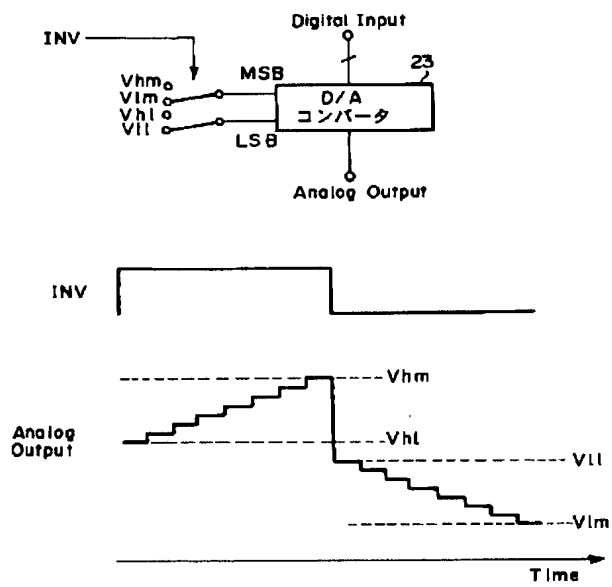 Digital Input
INV
23
Vhm
MSB
Vlm
D/A
コンバータ
Vhl
Vll
LSB
Analog Output
INV
Vhm
Analog
Output
Vhl
Vll
Vlm
Time